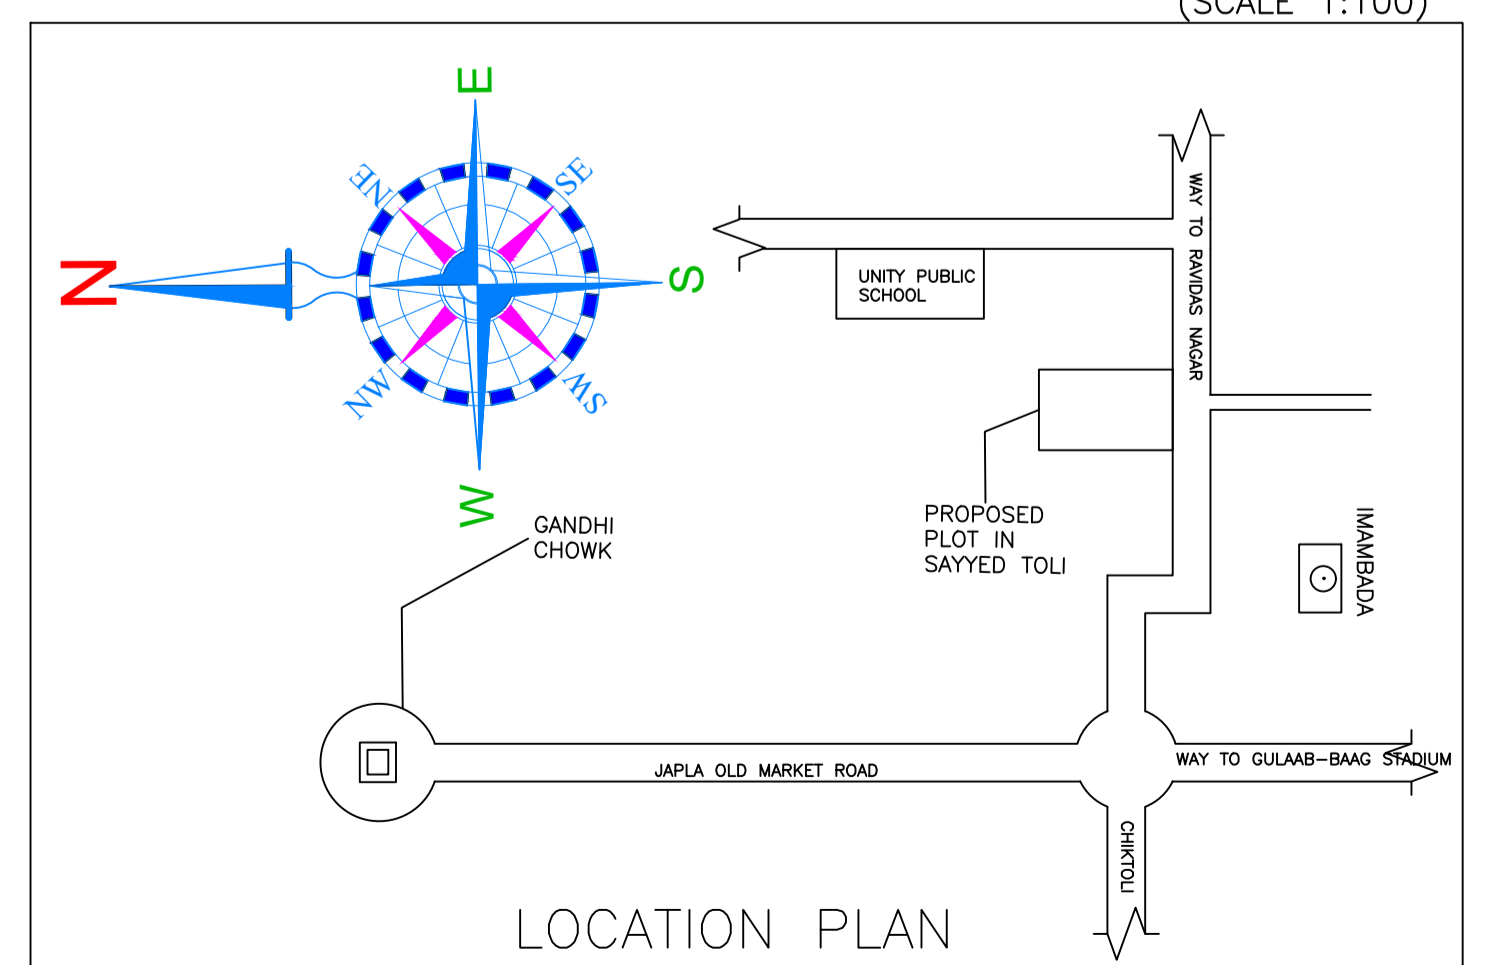 (SCALE 1:100)
E
NE
SE
N
S
NW
SW
W
WAY TO RAVIDAS NAGAR
UNITY PUBLIC
SCHOOL
PROPOSED
PLOT IN
SAYYED TOLI
IMAMBADA
GANDHI
CHOWK
JAPLA OLD MARKET ROAD
WAY TO GULAAB-BAAG STADIUM
CHIKTOLI
LOCATION PLAN